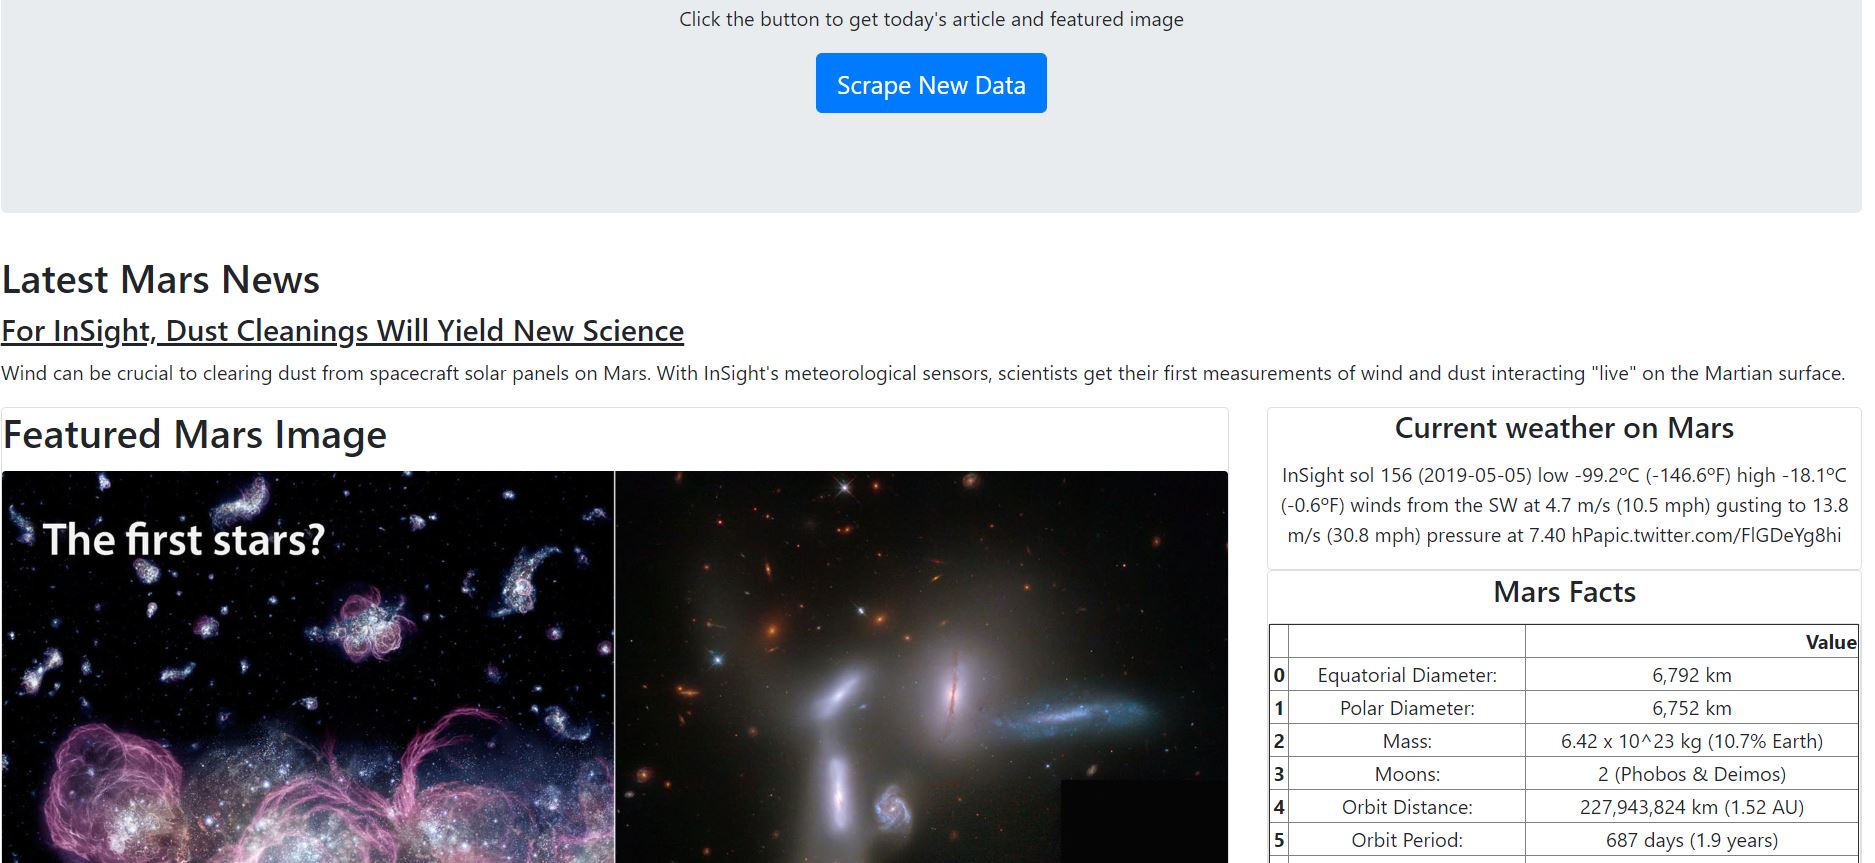 Click the button to get today's article and featured image
Scrape New Data
Latest Mars News
For InSight, Dust Cleanings Will Yield New Science
Wind can be crucial to clearing dust from spacecraft solar panels on Mars. With InSight's meteorological sensors, scientists get their first measurements of wind and dust interacting "live" on the Martian surface.
Featured Mars Image
The first stars?
Current weather on Mars
InSight sol 156 (2019-05-05) low -99.2ºC (-146.6ºF) high -18.1ºC
(-0.6ºF) winds from the SW at 4.7 m/s (10.5 mph) gusting to 13.8
m/s (30.8 mph) pressure at 7.40 hPapic.twitter.com/FlGDeYg8hi
Mars Facts
Value
0 Equatorial Diameter: 6,792 km
1 Polar Diameter: 6,752 km
2 Mass: 6.42 x 10^23 kg (10.7% Earth)
3 Moons: 2 (Phobos & Deimos)
4 Orbit Distance: 227,943,824 km (1.52 AU)
5 Orbit Period: 687 days (1.9 years)